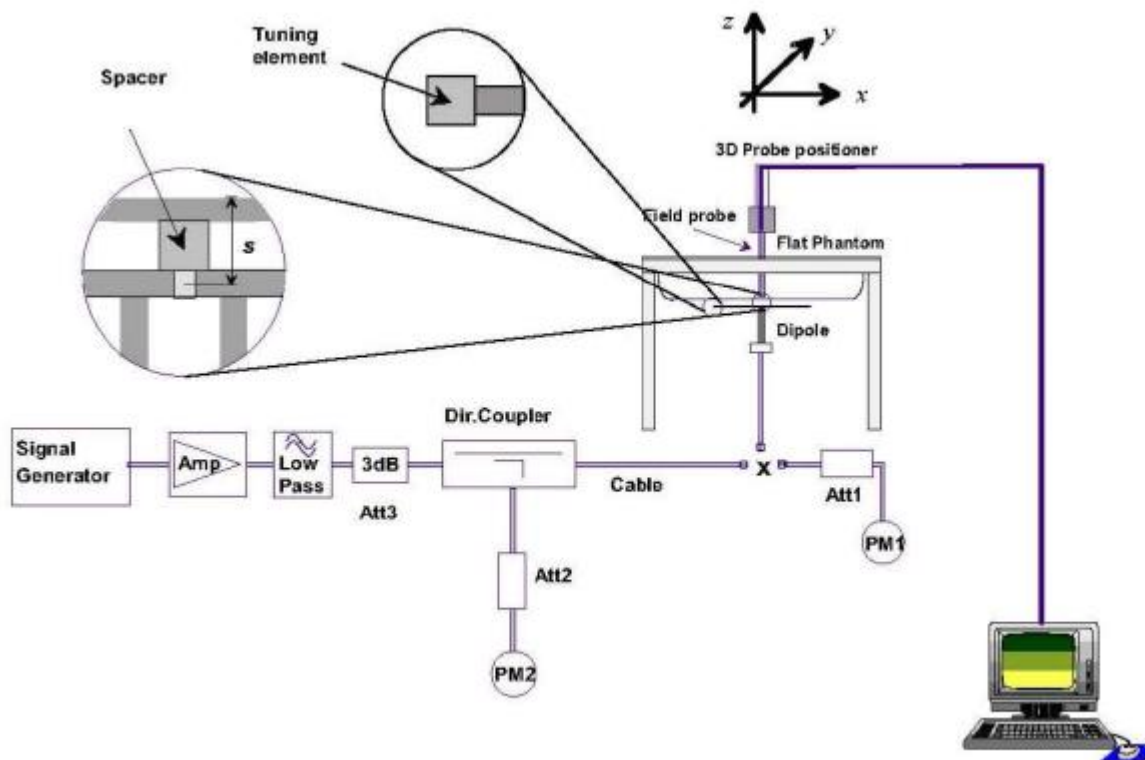 Tuning
element
Spacer
z
y
x
3D Probe positioner
Field probe
Flat Phantom
s
Dipole
Dir.Coupler
Signal
Generator
Amp
Low
Pass
3dB
Att3
Cable
X
Att1
PM1
Att2
PM2